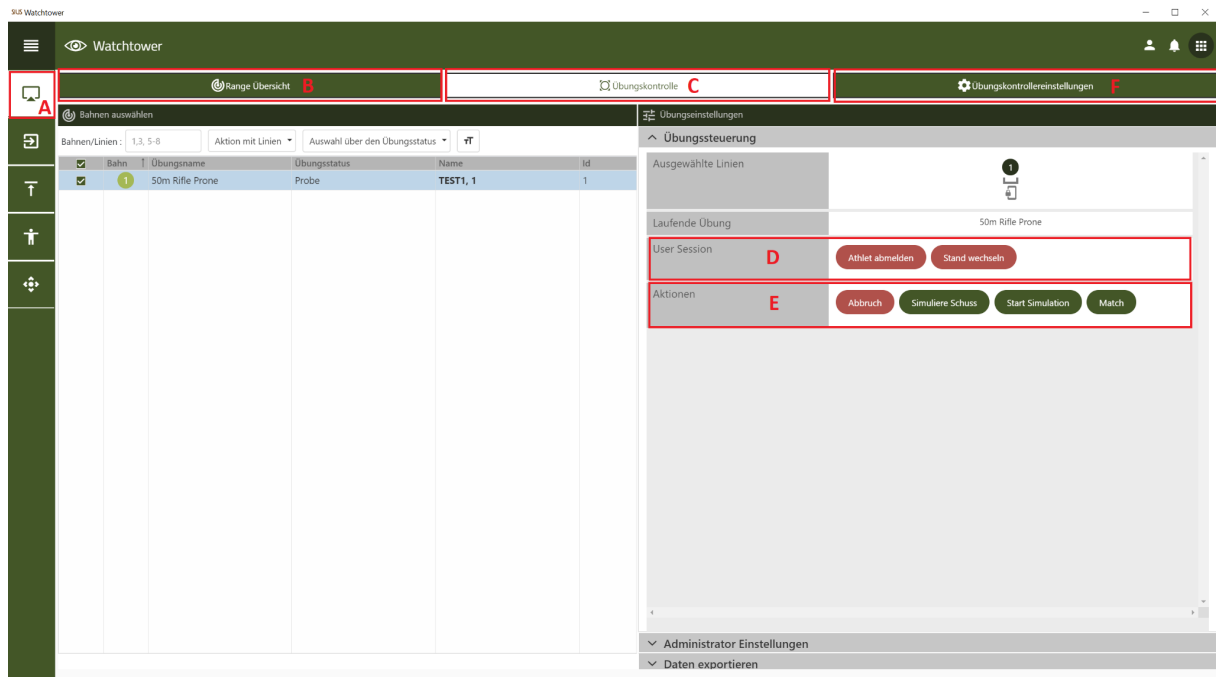 SIUS Watchtower
Watchtower
A
Range Übersicht B
Übungskontrolle C
Übungskontrollereinstellungen F
Bahnen auswählen
Bahnen/Linien : 1,3, 5-8 Aktion mit Linien Auswahl über den Übungsstatus тT
Bahn ↑ Übungsname Übungsstatus Name Id
1 50m Rifle Prone Probe TEST1, 1 1
Übungseinstellungen
Übungssteuerung
Ausgewählte Linien 1
Laufende Übung 50m Rifle Prone
User Session D Athlet abmelden Stand wechseln
Aktionen E Abbruch Simuliere Schuss Start Simulation Match
Administrator Einstellungen
Daten exportieren